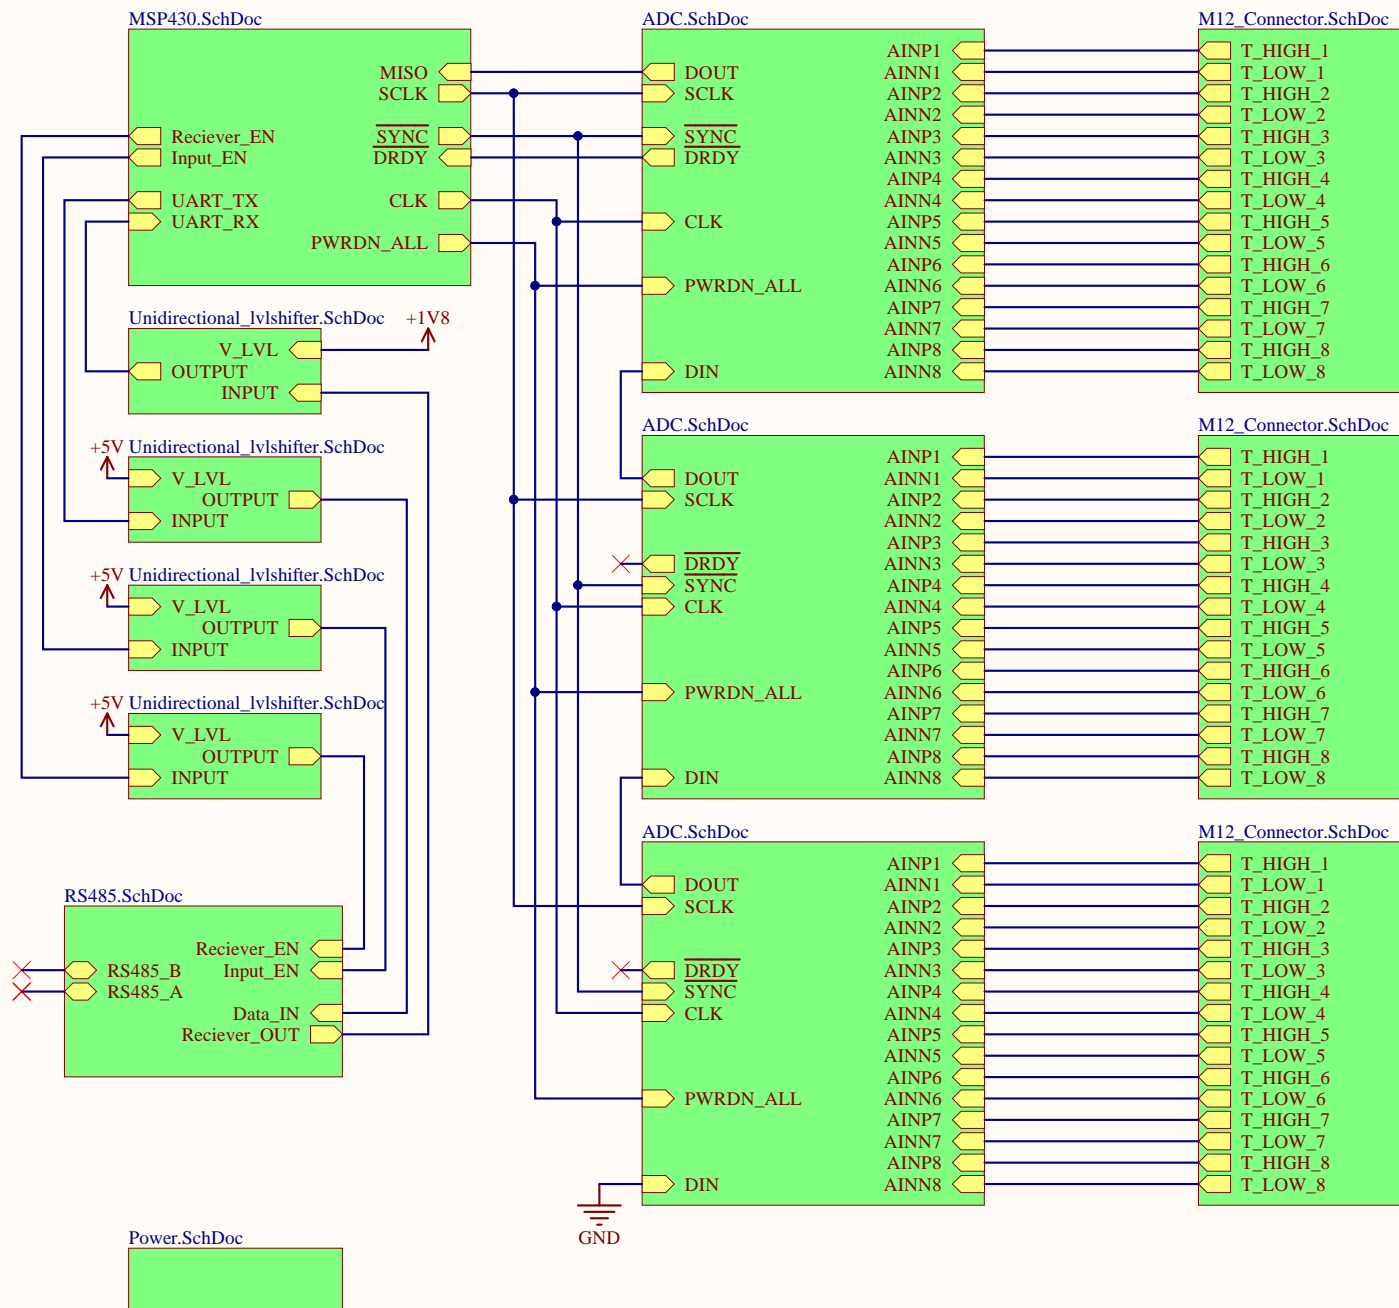 MSP430.SchDoc
MISO
SCLK
SYNC
DRDY
CLK
PWRDN_ALL
Reciever_EN
Input_EN
UART_TX
UART_RX
Unidirectional_lvlshifter.SchDoc
+1V8
V_LVL
OUTPUT
INPUT
+5V
Unidirectional_lvlshifter.SchDoc
V_LVL
OUTPUT
INPUT
+5V
Unidirectional_lvlshifter.SchDoc
V_LVL
OUTPUT
INPUT
+5V
Unidirectional_lvlshifter.SchDoc
V_LVL
OUTPUT
INPUT
RS485.SchDoc
Reciever_EN
RS485_B
Input_EN
RS485_A
Data_IN
Reciever_OUT
Power.SchDoc
ADC.SchDoc
DOUT
SCLK
SYNC
DRDY
CLK
PWRDN_ALL
DIN
AINP1
AINN1
AINP2
AINN2
AINP3
AINN3
AINP4
AINN4
AINP5
AINN5
AINP6
AINN6
AINP7
AINN7
AINP8
AINN8
M12_Connector.SchDoc
T_HIGH_1
T_LOW_1
T_HIGH_2
T_LOW_2
T_HIGH_3
T_LOW_3
T_HIGH_4
T_LOW_4
T_HIGH_5
T_LOW_5
T_HIGH_6
T_LOW_6
T_HIGH_7
T_LOW_7
T_HIGH_8
T_LOW_8
ADC.SchDoc
DOUT
SCLK
DRDY
SYNC
CLK
PWRDN_ALL
DIN
AINP1
AINN1
AINP2
AINN2
AINP3
AINN3
AINP4
AINN4
AINP5
AINN5
AINP6
AINN6
AINP7
AINN7
AINP8
AINN8
M12_Connector.SchDoc
T_HIGH_1
T_LOW_1
T_HIGH_2
T_LOW_2
T_HIGH_3
T_LOW_3
T_HIGH_4
T_LOW_4
T_HIGH_5
T_LOW_5
T_HIGH_6
T_LOW_6
T_HIGH_7
T_LOW_7
T_HIGH_8
T_LOW_8
ADC.SchDoc
DOUT
SCLK
DRDY
SYNC
CLK
PWRDN_ALL
DIN
GND
AINP1
AINN1
AINP2
AINN2
AINP3
AINN3
AINP4
AINN4
AINP5
AINN5
AINP6
AINN6
AINP7
AINN7
AINP8
AINN8
M12_Connector.SchDoc
T_HIGH_1
T_LOW_1
T_HIGH_2
T_LOW_2
T_HIGH_3
T_LOW_3
T_HIGH_4
T_LOW_4
T_HIGH_5
T_LOW_5
T_HIGH_6
T_LOW_6
T_HIGH_7
T_LOW_7
T_HIGH_8
T_LOW_8